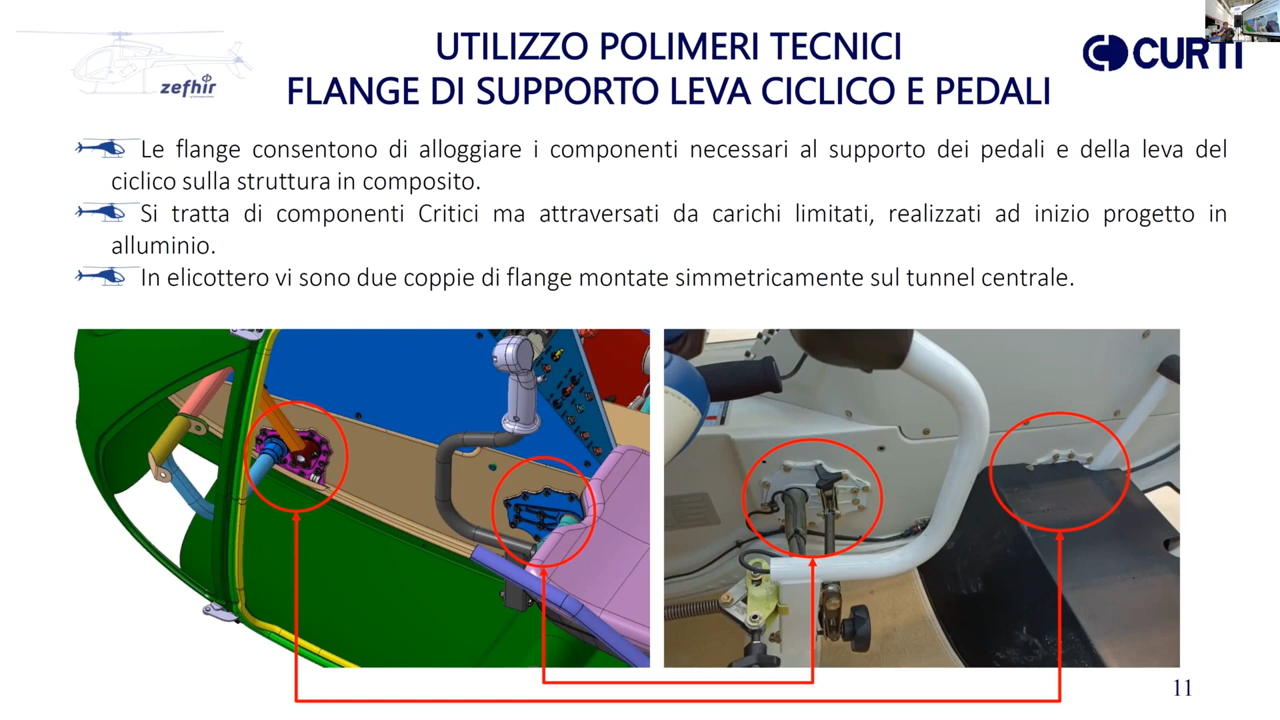 UTILIZZO POLIMERI TECNICI
FLANGE DI SUPPORTO LEVA CICLICO E PEDALI
zefhir
CURTI
Le flange consentono di alloggiare i componenti necessari al supporto dei pedali e della leva del
ciclico sulla struttura in composito.
Si tratta di componenti Critici ma attraversati da carichi limitati, realizzati ad inizio progetto in
alluminio.
In elicottero vi sono due coppie di flange montate simmetricamente sul tunnel centrale.
11